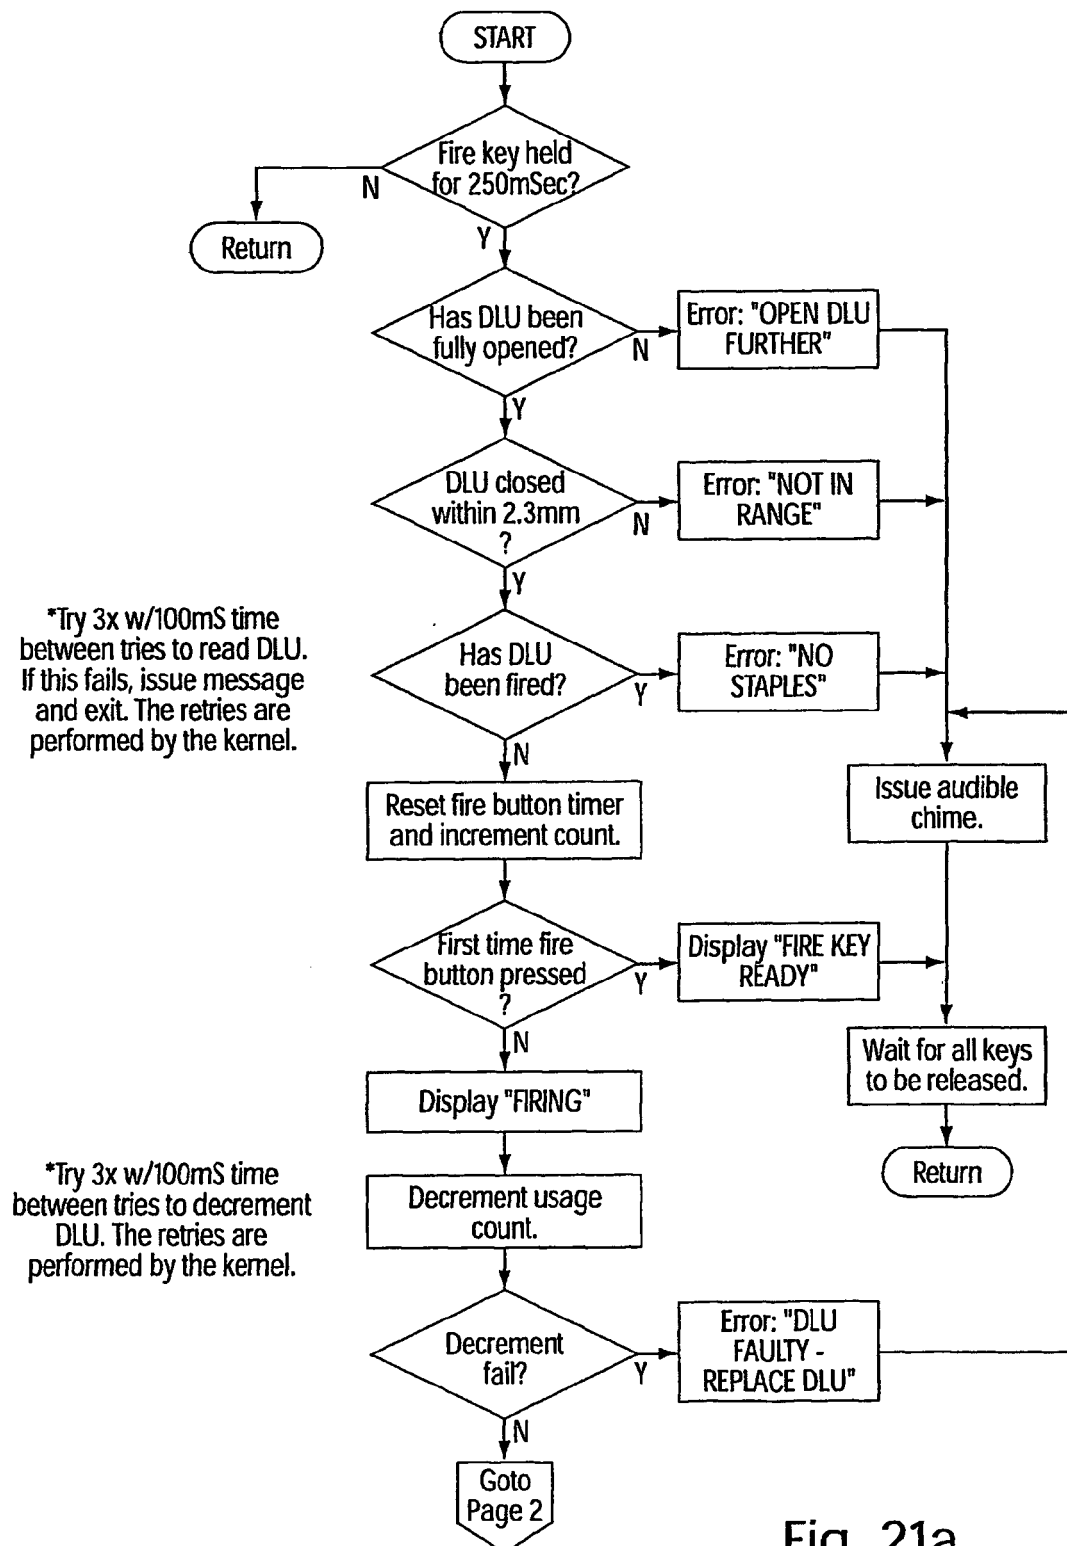 START
Fire key held
for 250mSec?
N
Return
Y
Has DLU been
fully opened?
N
Error: "OPEN DLU
FURTHER"
Y
DLU closed
within 2.3mm
?
N
Error: "NOT IN
RANGE"
Y
*Try 3x w/100mS time
between tries to read DLU.
If this fails, issue message
and exit. The retries are
performed by the kernel.
Has DLU
been fired?
Y
Error: "NO
STAPLES"
N
Reset fire button timer
and increment count.
Issue audible
chime.
First time fire
button pressed
?
Y
Display "FIRE KEY
READY"
N
Wait for all keys
to be released.
Display "FIRING"
Return
*Try 3x w/100mS time
between tries to decrement
DLU. The retries are
performed by the kernel.
Decrement usage
count.
Decrement
fail?
Y
Error: "DLU
FAULTY -
REPLACE DLU"
N
Goto
Page 2
Fig. 21a